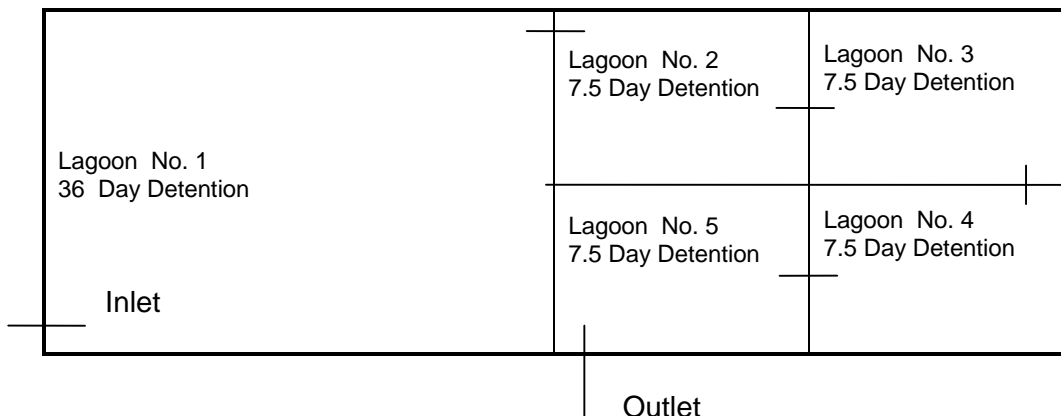 Lagoon No. 1
36 Day Detention
Inlet
Lagoon No. 2
7.5 Day Detention
Lagoon No. 3
7.5 Day Detention
Lagoon No. 5
7.5 Day Detention
Lagoon No. 4
7.5 Day Detention
Outlet